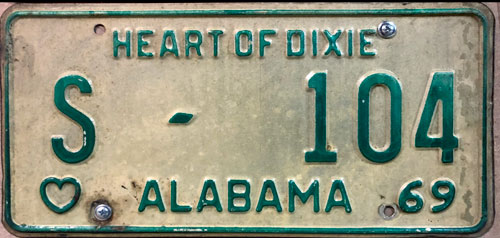 HEART OF DIXIE
S - 104
♡ ALABAMA 69